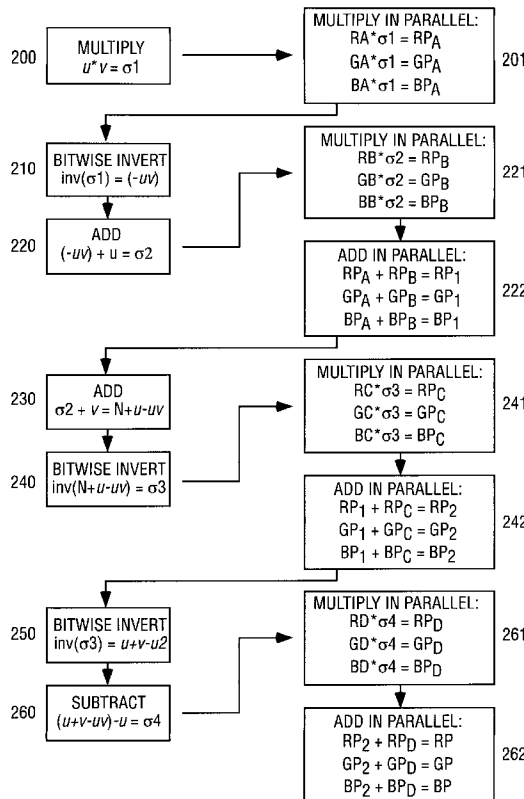 200
MULTIPLY
u* v= σ1
MULTIPLY IN PARALLEL:
RA*σ1 = RPA
GA*σ1 = GPA
BA*σ1 = BPA
201
210
BITWISE INVERT
inv(σ1) = (-uv)
220
ADD
(-uv) + u = σ2
MULTIPLY IN PARALLEL:
RB*σ2 = RPB
GB*σ2 = GPB
BB*σ2 = BPB
221
ADD IN PARALLEL:
RPA + RPB = RP1
GPA + GPB = GP1
BPA + BPB = BP1
222
230
ADD
σ2 + v = N+u-uv
240
BITWISE INVERT
inv(N+u-uv) = σ3
MULTIPLY IN PARALLEL:
RC*σ3 = RPC
GC*σ3 = GPC
BC*σ3 = BPC
241
ADD IN PARALLEL:
RP1 + RPC = RP2
GP1 + GPC = GP2
BP1 + BPC = BP2
242
250
BITWISE INVERT
inv(σ3) = u+v-u2
260
SUBTRACT
(u+v-uv)-u = σ4
MULTIPLY IN PARALLEL:
RD*σ4 = RPD
GD*σ4 = GPD
BD*σ4 = BPD
261
ADD IN PARALLEL:
RP2 + RPD = RP
GP2 + GPD = GP
BP2 + BPD = BP
262